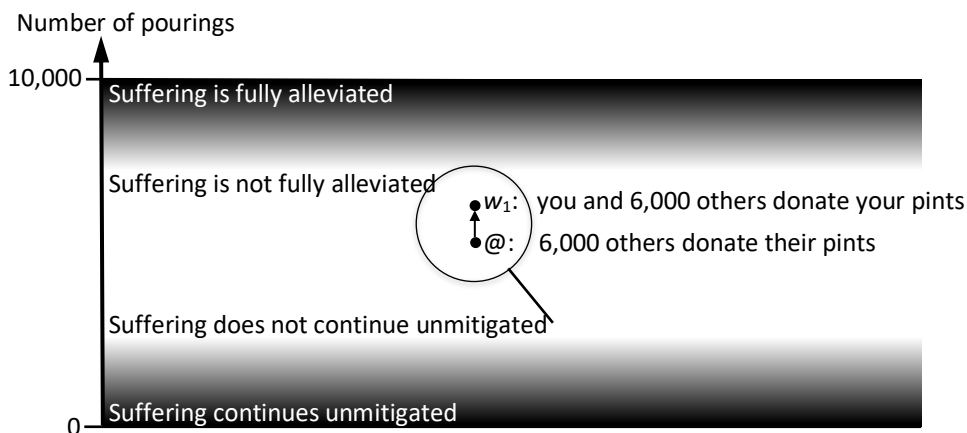 Number of pourings
10,000
Suffering is fully alleviated
Suffering is not fully alleviated
w₁: you and 6,000 others donate your pints
@: 6,000 others donate their pints
Suffering does not continue unmitigated
Suffering continues unmitigated
0